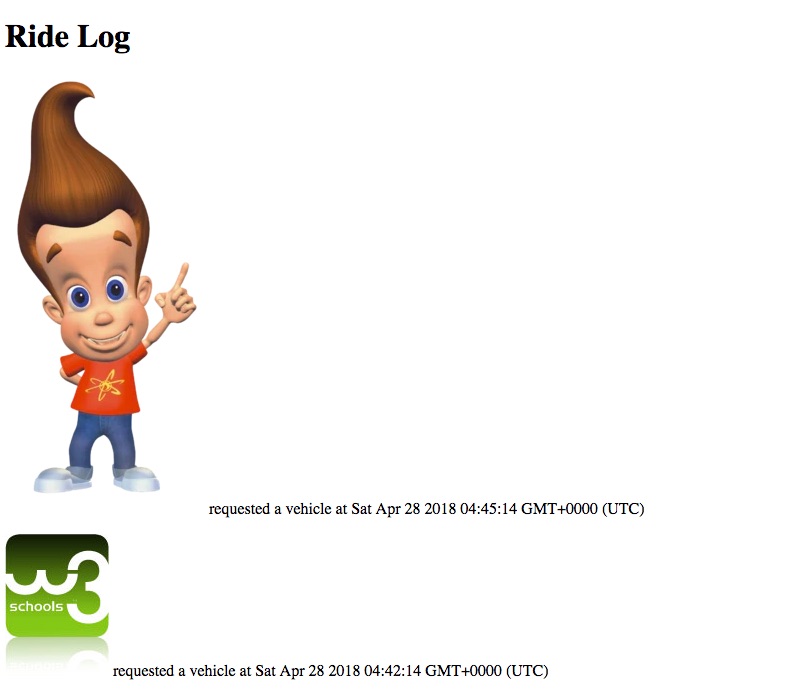 Ride Log
requested a vehicle at Sat Apr 28 2018 04:45:14 GMT+0000 (UTC)
w3
schools
requested a vehicle at Sat Apr 28 2018 04:42:14 GMT+0000 (UTC)